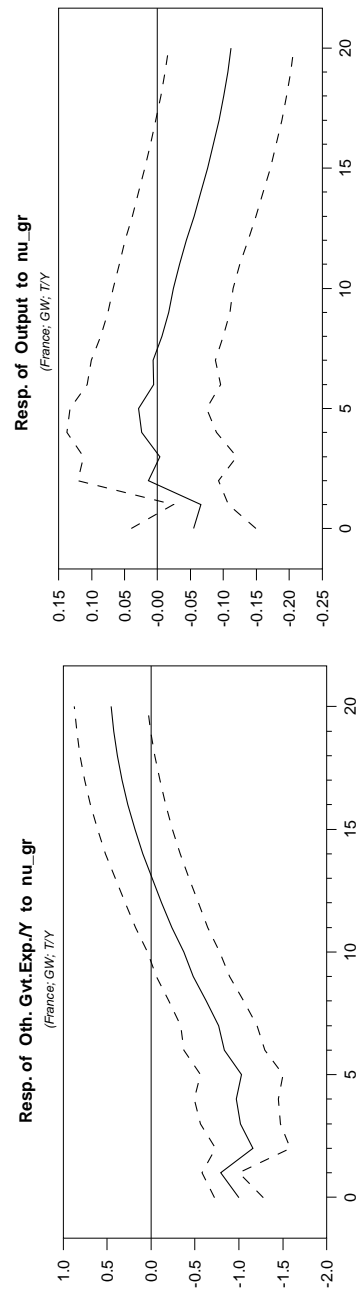 Resp. of Oth. Gvt.Exp./Y to nu_gr
(France; GW; T/Y)
1.0
0.5
0.0
-0.5
-1.0
-1.5
-2.0
0 5 10 15 20
Resp. of Output to nu_gr
(France; GW; T/Y)
0.15
0.10
0.05
-0.00
-0.05
-0.10
-0.15
-0.20
-0.25
0 5 10 15 20